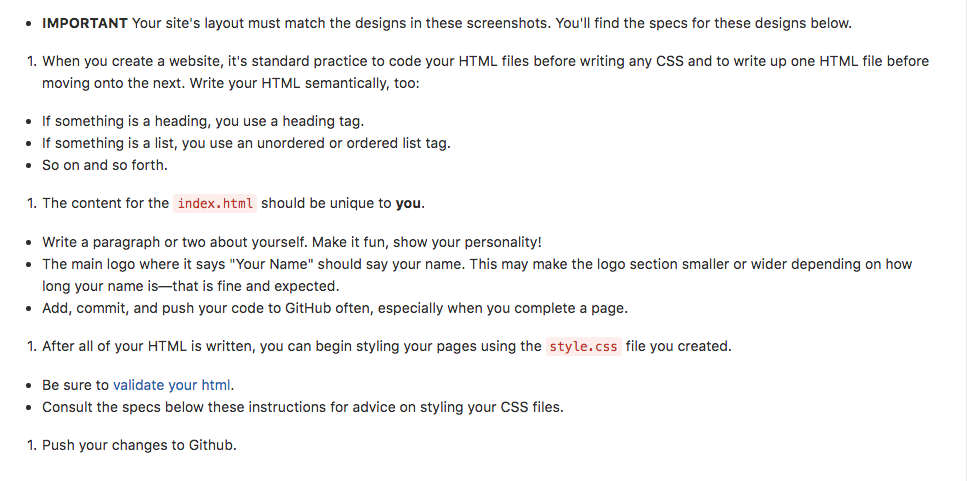 • IMPORTANT Your site's layout must match the designs in these screenshots. You'll find the specs for these designs below.
1. When you create a website, it's standard practice to code your HTML files before writing any CSS and to write up one HTML file before
moving onto the next. Write your HTML semantically, too:
• If something is a heading, you use a heading tag.
• If something is a list, you use an unordered or ordered list tag.
• So on and so forth.
1. The content for the index.html should be unique to you.
• Write a paragraph or two about yourself. Make it fun, show your personality!
• The main logo where it says "Your Name" should say your name. This may make the logo section smaller or wider depending on how
long your name is—that is fine and expected.
• Add, commit, and push your code to GitHub often, especially when you complete a page.
1. After all of your HTML is written, you can begin styling your pages using the style.css file you created.
• Be sure to validate your html.
• Consult the specs below these instructions for advice on styling your CSS files.
1. Push your changes to Github.